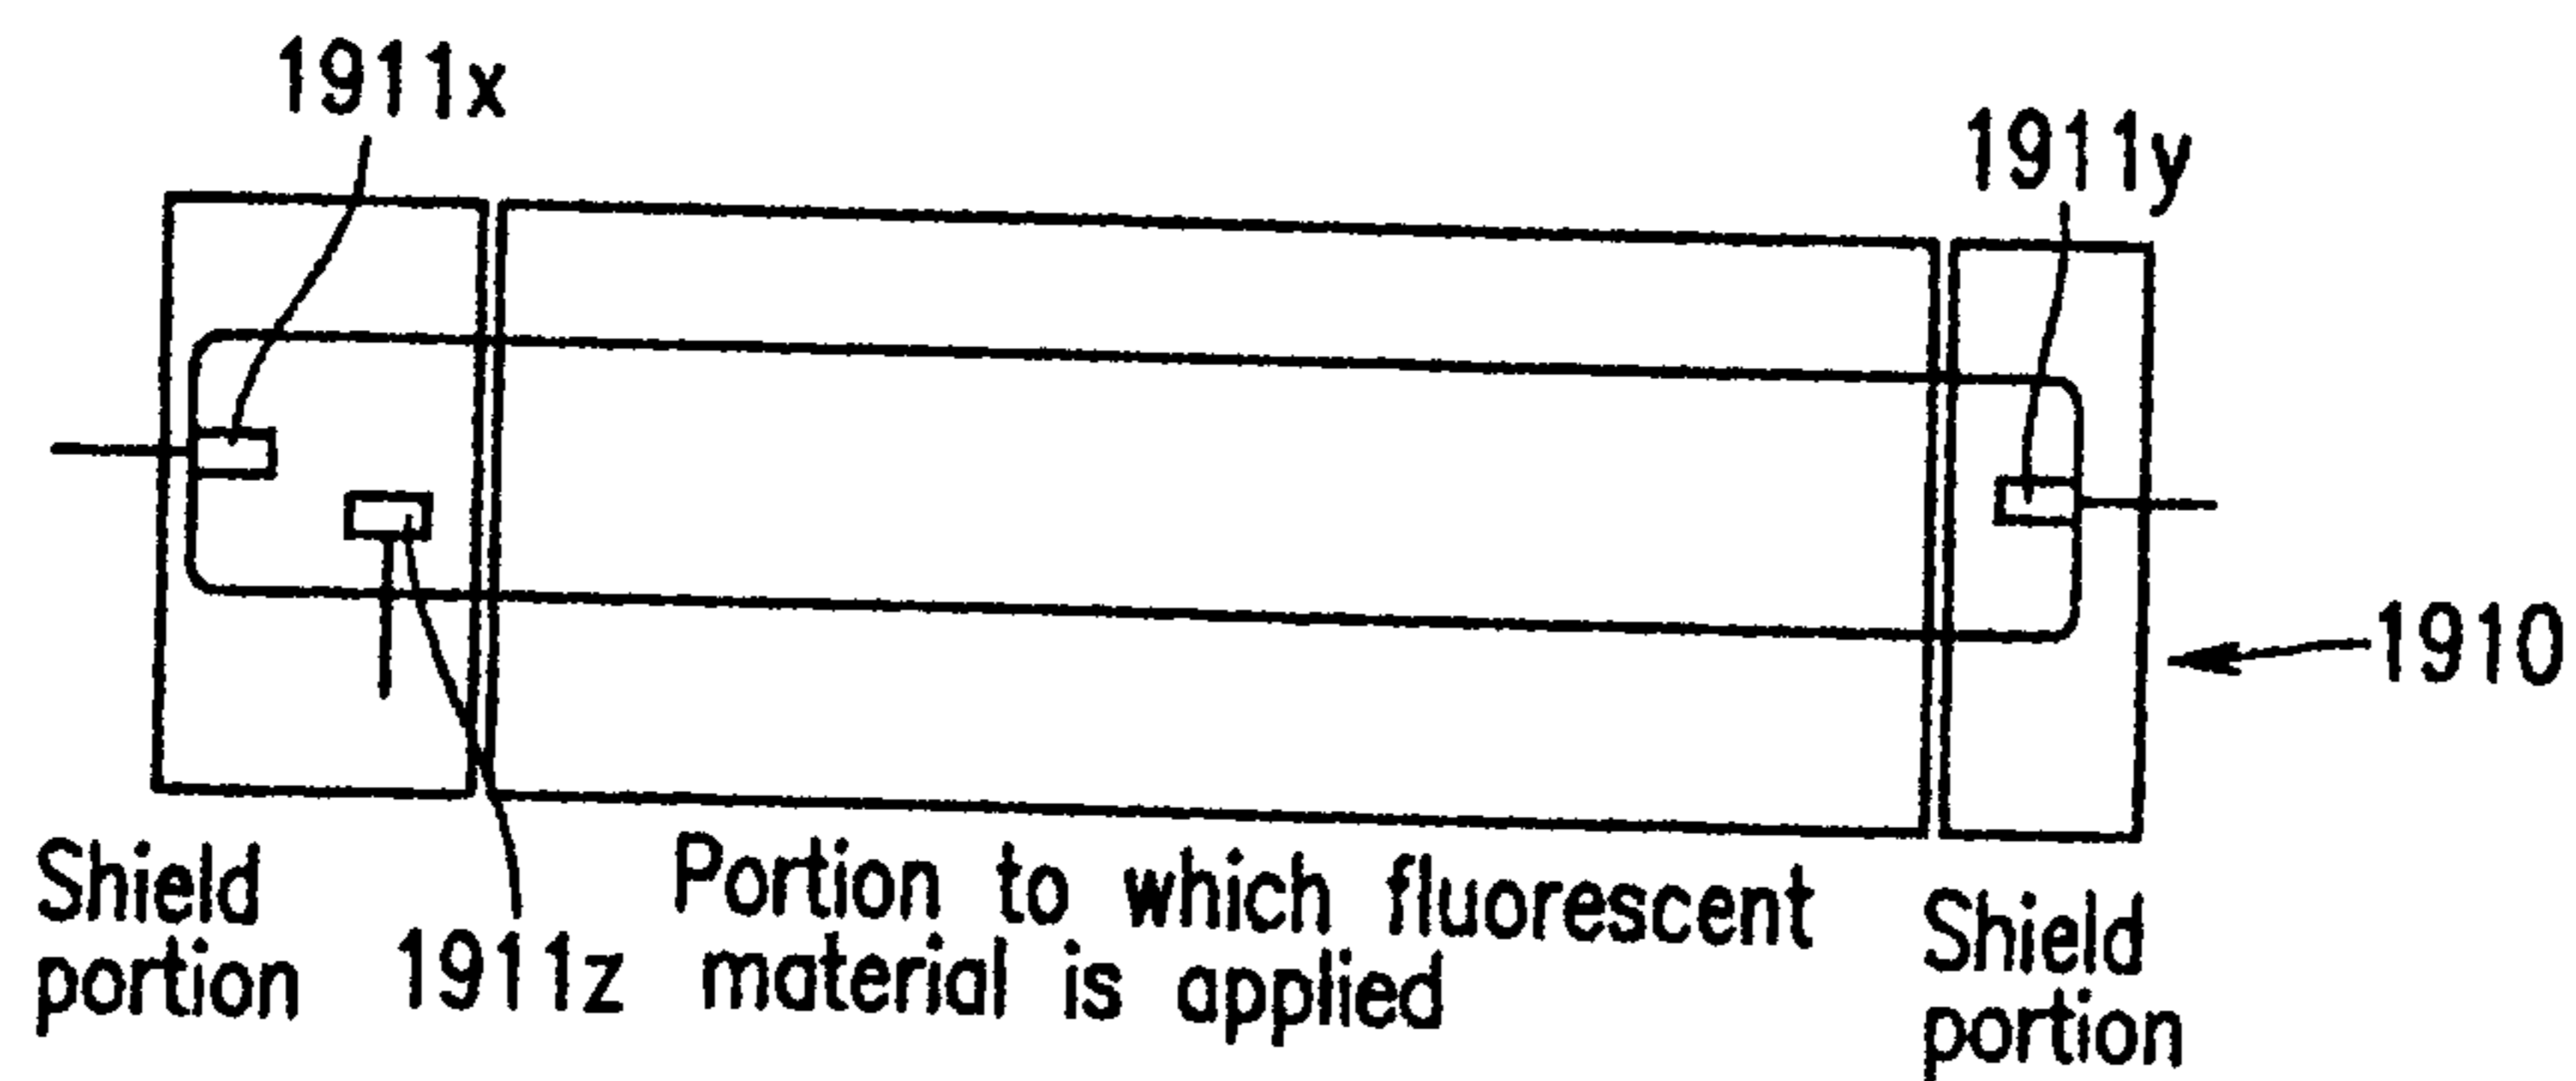 1911x
1911y
1910
Shield
portion
1911z
Portion to which fluorescent
material is applied
Shield
portion